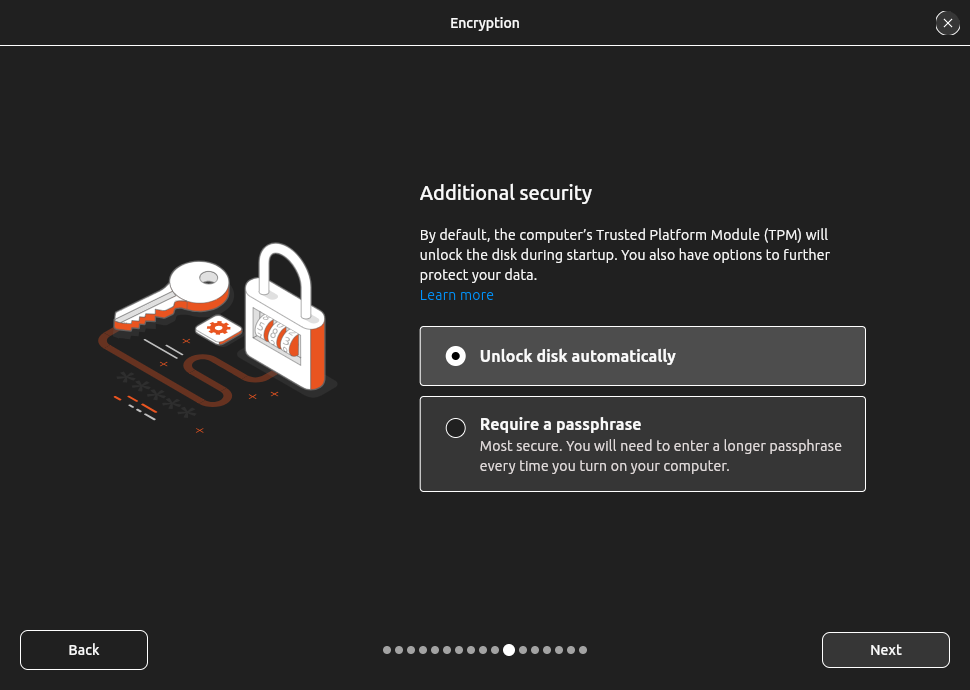 Encryption
Additional security
By default, the computer’s Trusted Platform Module (TPM) will
unlock the disk during startup. You also have options to further
protect your data.
Learn more
Unlock disk automatically
Require a passphrase
Most secure. You will need to enter a longer passphrase
every time you turn on your computer.
Back
Next